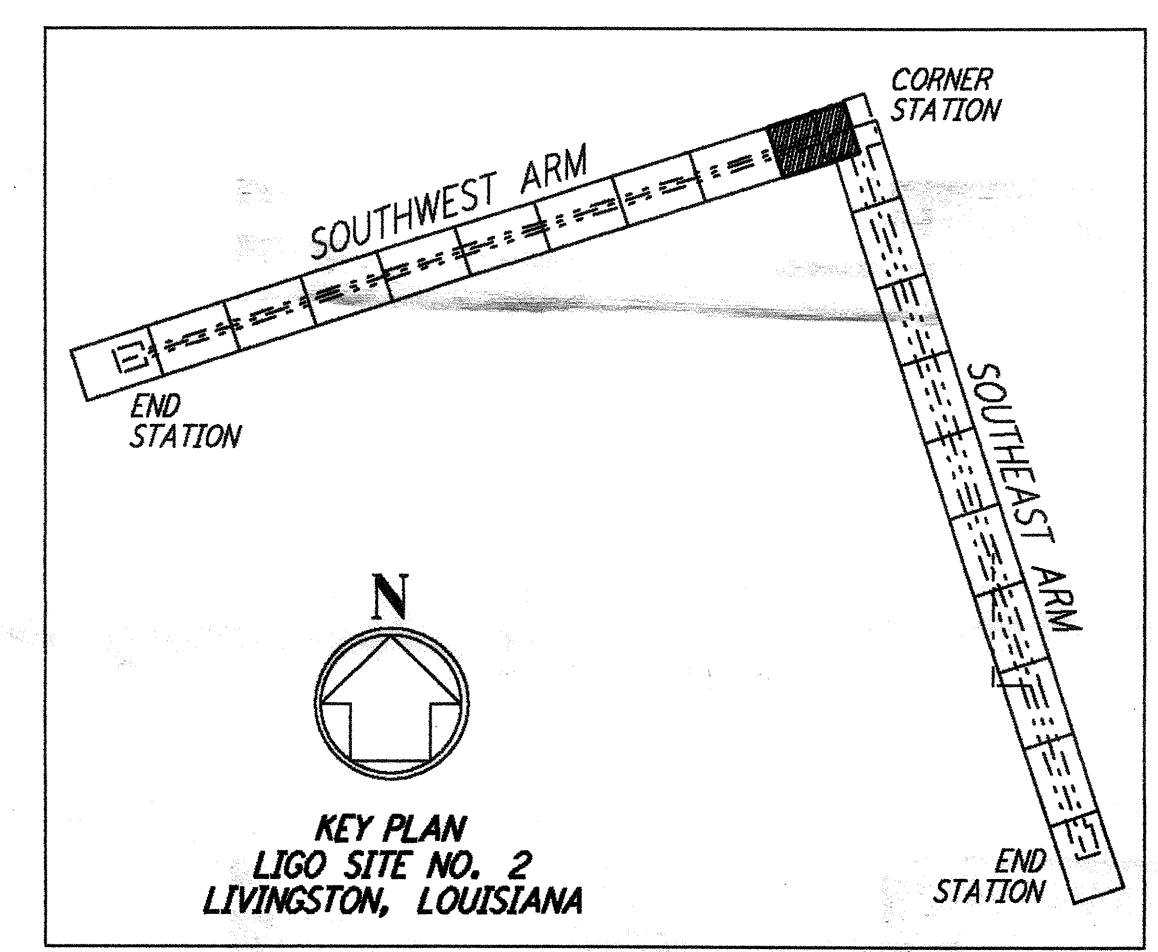 CORNER
STATION
SOUTHWEST ARM
END
STATION
SOUTHEAST ARM
N
KEY PLAN
LIGO SITE NO. 2
LIVINGSTON, LOUISIANA
END
STATION